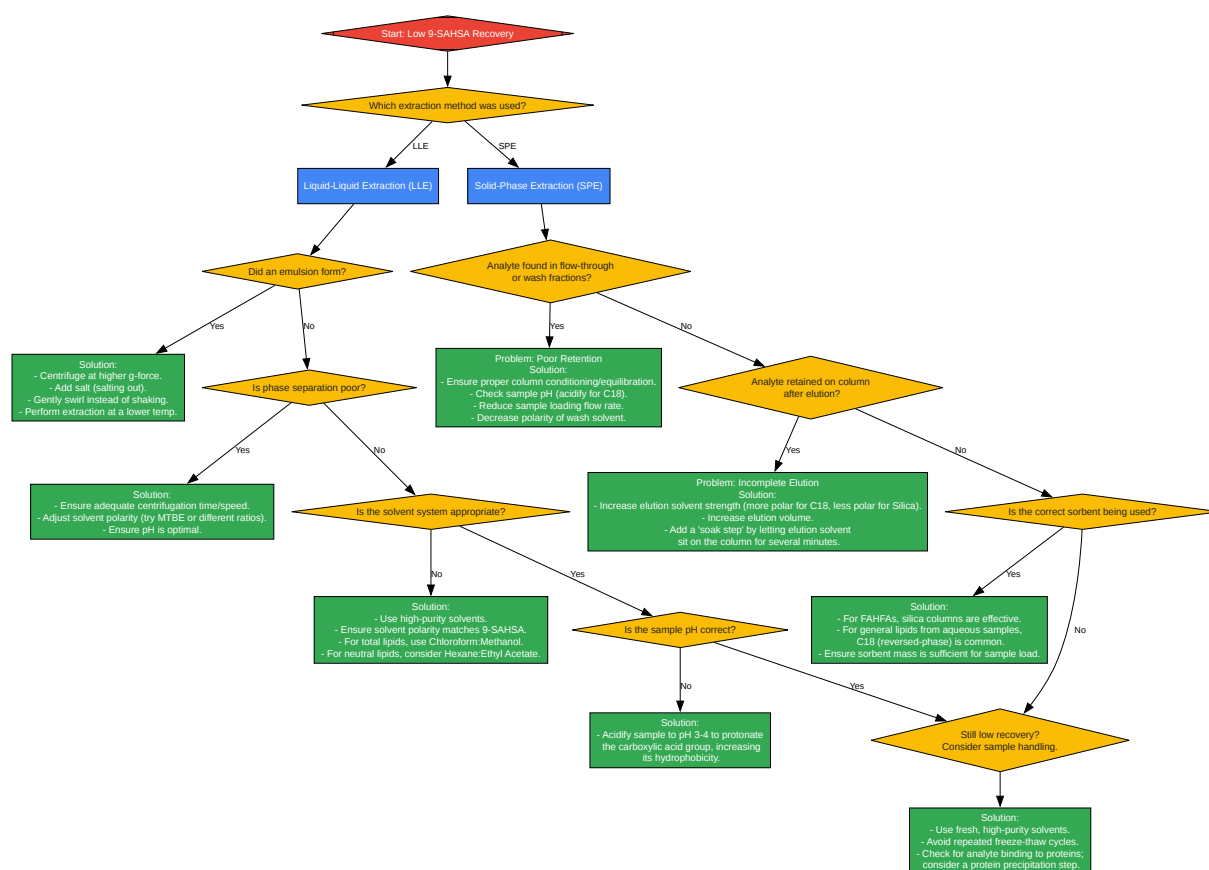 Start: Low 9-SAHSA Recovery
Which extraction method was used?
LLE
SPE
Liquid-Liquid Extraction (LLE)
Solid-Phase Extraction (SPE)
Did an emulsion form?
Analyte found in flow-through
or wash fractions?
Yes
No
Yes
No
Solution:
- Centrifuge at higher g-force.
- Add salt (salting out).
- Gently swirl instead of shaking.
- Perform extraction at a lower temp.
Is phase separation poor?
Problem: Poor Retention
Solution:
- Ensure proper column conditioning/equilibration.
- Check sample pH (acidify for C18).
- Reduce sample loading flow rate.
- Decrease polarity of wash solvent.
Analyte retained on column
after elution?
Yes
No
Yes
No
Solution:
- Ensure adequate centrifugation time/speed.
- Adjust solvent polarity (try MTBE or different ratios).
- Ensure pH is optimal.
Is the solvent system appropriate?
Problem: Incomplete Elution
Solution:
- Increase elution solvent strength (more polar for C18, less polar for Silica).
- Increase elution volume.
- Add a 'soak step' by letting elution solvent
sit on the column for several minutes.
Is the correct sorbent being used?
No
Yes
Yes
No
Solution:
- Use high-purity solvents.
- Ensure solvent polarity matches 9-SAHSA.
- For total lipids, use Chloroform:Methanol.
- For neutral lipids, consider Hexane:Ethyl Acetate.
Is the sample pH correct?
Solution:
- For FAHFAs, silica columns are effective.
- For general lipids from aqueous samples,
C18 (reversed-phase) is common.
- Ensure sorbent mass is sufficient for sample load.
No
Yes
Solution:
- Acidify sample to pH 3-4 to protonate
the carboxylic acid group, increasing
its hydrophobicity.
Still low recovery?
Consider sample handling.
Solution:
- Use fresh, high-purity solvents.
- Avoid repeated freeze-thaw cycles.
- Check for analyte binding to proteins;
consider a protein precipitation step.